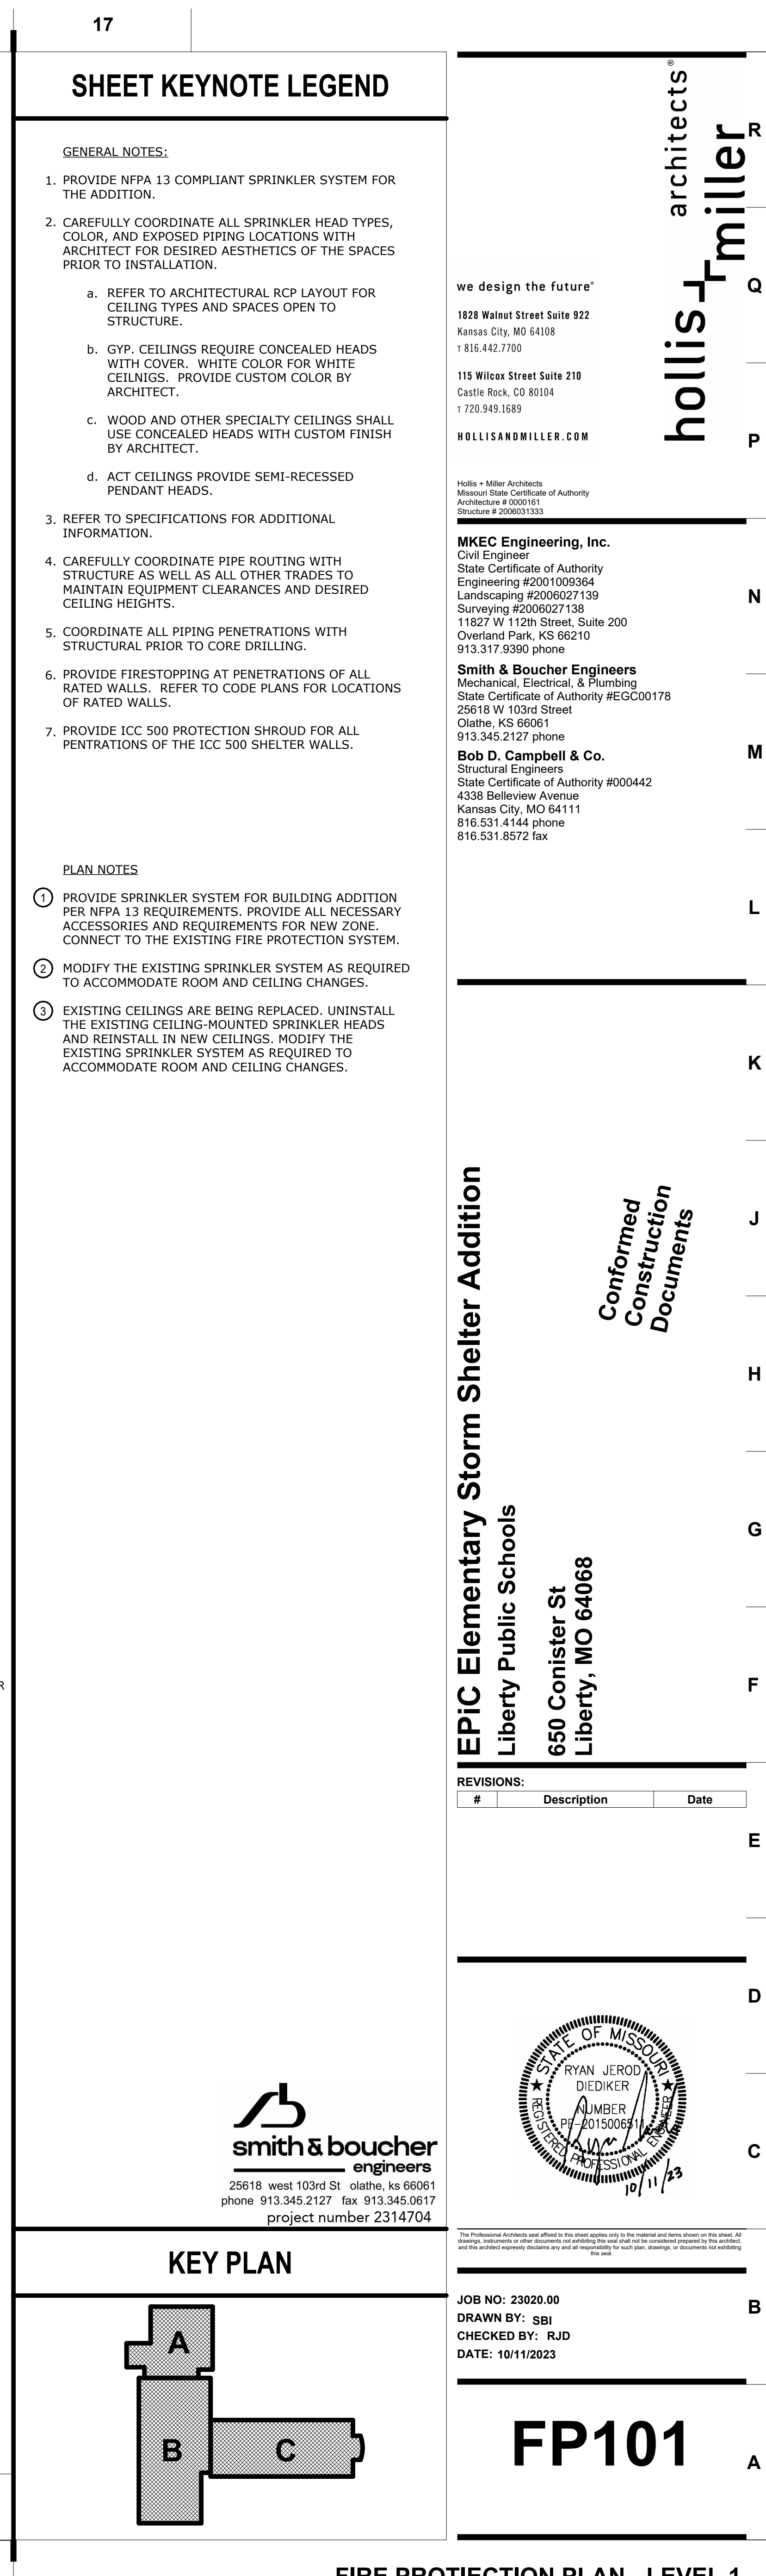 17
SHEET KEYNOTE LEGEND
GENERAL NOTES:
1. PROVIDE NFPA 13 COMPLIANT SPRINKLER SYSTEM FOR
THE ADDITION.
2. CAREFULLY COORDINATE ALL SPRINKLER HEAD TYPES,
COLOR, AND EXPOSED PIPING LOCATIONS WITH
ARCHITECT FOR DESIRED AESTHETICS OF THE SPACES
PRIOR TO INSTALLATION.
a. REFER TO ARCHITECTURAL RCP LAYOUT FOR
CEILING TYPES AND SPACES OPEN TO
STRUCTURE.
b. GYP. CEILINGS REQUIRE CONCEALED HEADS
WITH COVER. WHITE COLOR FOR WHITE
CEILNIGS. PROVIDE CUSTOM COLOR BY
ARCHITECT.
c. WOOD AND OTHER SPECIALTY CEILINGS SHALL
USE CONCEALED HEADS WITH CUSTOM FINISH
BY ARCHITECT.
d. ACT CEILINGS PROVIDE SEMI-RECESSED
PENDANT HEADS.
3. REFER TO SPECIFICATIONS FOR ADDITIONAL
INFORMATION.
4. CAREFULLY COORDINATE PIPE ROUTING WITH
STRUCTURE AS WELL AS ALL OTHER TRADES TO
MAINTAIN EQUIPMENT CLEARANCES AND DESIRED
CEILING HEIGHTS.
5. COORDINATE ALL PIPING PENETRATIONS WITH
STRUCTURAL PRIOR TO CORE DRILLING.
6. PROVIDE FIRESTOPPING AT PENETRATIONS OF ALL
RATED WALLS. REFER TO CODE PLANS FOR LOCATIONS
OF RATED WALLS.
7. PROVIDE ICC 500 PROTECTION SHROUD FOR ALL
PENTRATIONS OF THE ICC 500 SHELTER WALLS.
PLAN NOTES
1 PROVIDE SPRINKLER SYSTEM FOR BUILDING ADDITION
PER NFPA 13 REQUIREMENTS. PROVIDE ALL NECESSARY
ACCESSORIES AND REQUIREMENTS FOR NEW ZONE.
CONNECT TO THE EXISTING FIRE PROTECTION SYSTEM.
2 MODIFY THE EXISTING SPRINKLER SYSTEM AS REQUIRED
TO ACCOMMODATE ROOM AND CEILING CHANGES.
3 EXISTING CEILINGS ARE BEING REPLACED. UNINSTALL
THE EXISTING CEILING-MOUNTED SPRINKLER HEADS
AND REINSTALL IN NEW CEILINGS. MODIFY THE
EXISTING SPRINKLER SYSTEM AS REQUIRED TO
ACCOMMODATE ROOM AND CEILING CHANGES.
R
smith & boucher
engineers
25618 west 103rd St olathe, ks 66061
phone 913.345.2127 fax 913.345.0617
project number 2314704
KEY PLAN
A
B
C
hollis+miller
architects®
we design the future®
1828 Walnut Street Suite 922
Kansas City, MO 64108
T 816.442.7700
115 Wilcox Street Suite 210
Castle Rock, CO 80104
T 720.949.1689
HOLLISANDMILLER.COM
Hollis + Miller Architects
Missouri State Certificate of Authority
Architecture # 0000161
Structure # 2006031333
MKEC Engineering, Inc.
Civil Engineer
State Certificate of Authority
Engineering #2001009364
Landscaping #2006027139
Surveying #2006027138
11827 W 112th Street, Suite 200
Overland Park, KS 66210
913.317.9390 phone
Smith & Boucher Engineers
Mechanical, Electrical, & Plumbing
State Certificate of Authority #EGC00178
25618 W 103rd Street
Olathe, KS 66061
913.345.2127 phone
Bob D. Campbell & Co.
Structural Engineers
State Certificate of Authority #000442
4338 Belleview Avenue
Kansas City, MO 64111
816.531.4144 phone
816.531.8572 fax
EPiC Elementary Storm Shelter Addition
Liberty Public Schools
650 Conister St
Liberty, MO 64068
Conformed
Construction
Documents
REVISIONS:
# Description Date
STATE OF MISSOURI
RYAN JEROD
DIEDIKER
NUMBER
PE-2015006511
REGISTERED PROFESSIONAL ENGINEER
10/11/23
The Professional Architects seal affixed to this sheet applies only to the material and items shown on this sheet. All
drawings, instruments or other documents not exhibiting this seal shall not be considered prepared by this architect,
and this architect expressly disclaims any and all responsibility for such plan, drawings, or documents not exhibiting
this seal.
JOB NO: 23020.00
DRAWN BY: SBI
CHECKED BY: RJD
DATE: 10/11/2023
FP101
R
Q
P
N
M
L
K
J
H
G
F
E
D
C
B
A
FIRE PROTIECTION PLAN - LEVEL 1